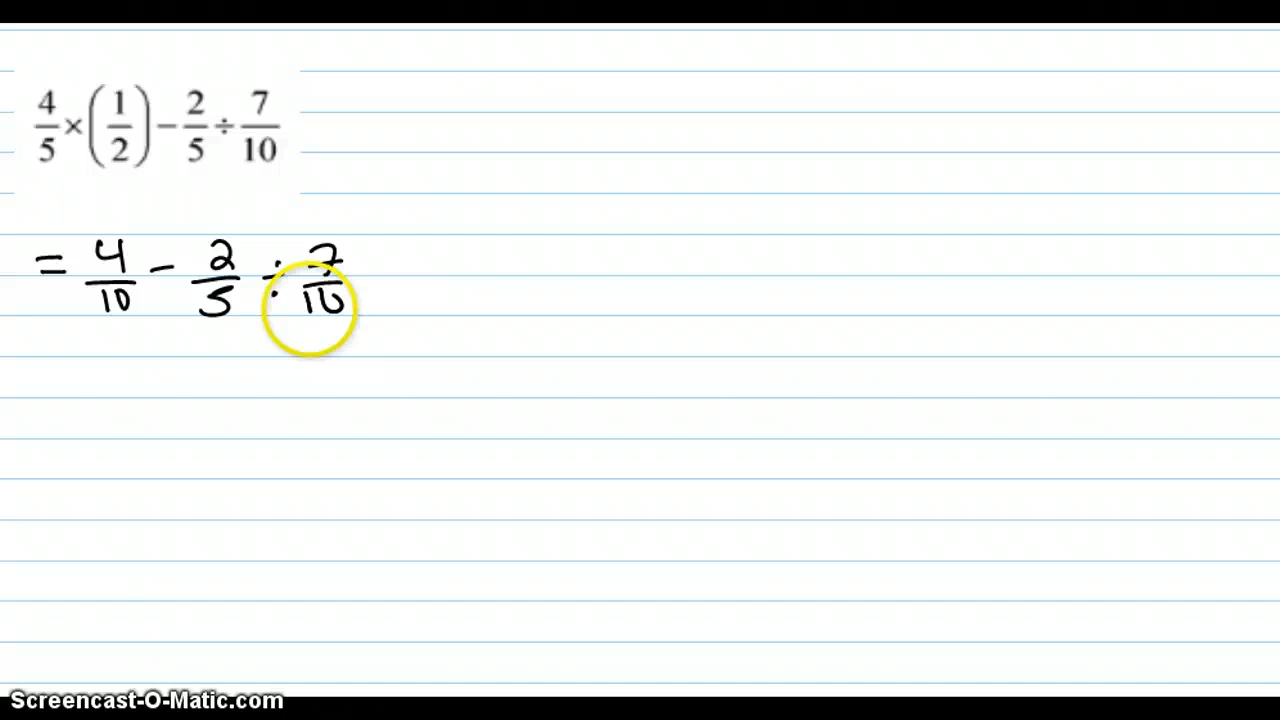 4/5 × (1/2) − 2/5 ÷ 7/10
= 4/10 - 2/5 ÷ 7/10
Screencast-O-Matic.com